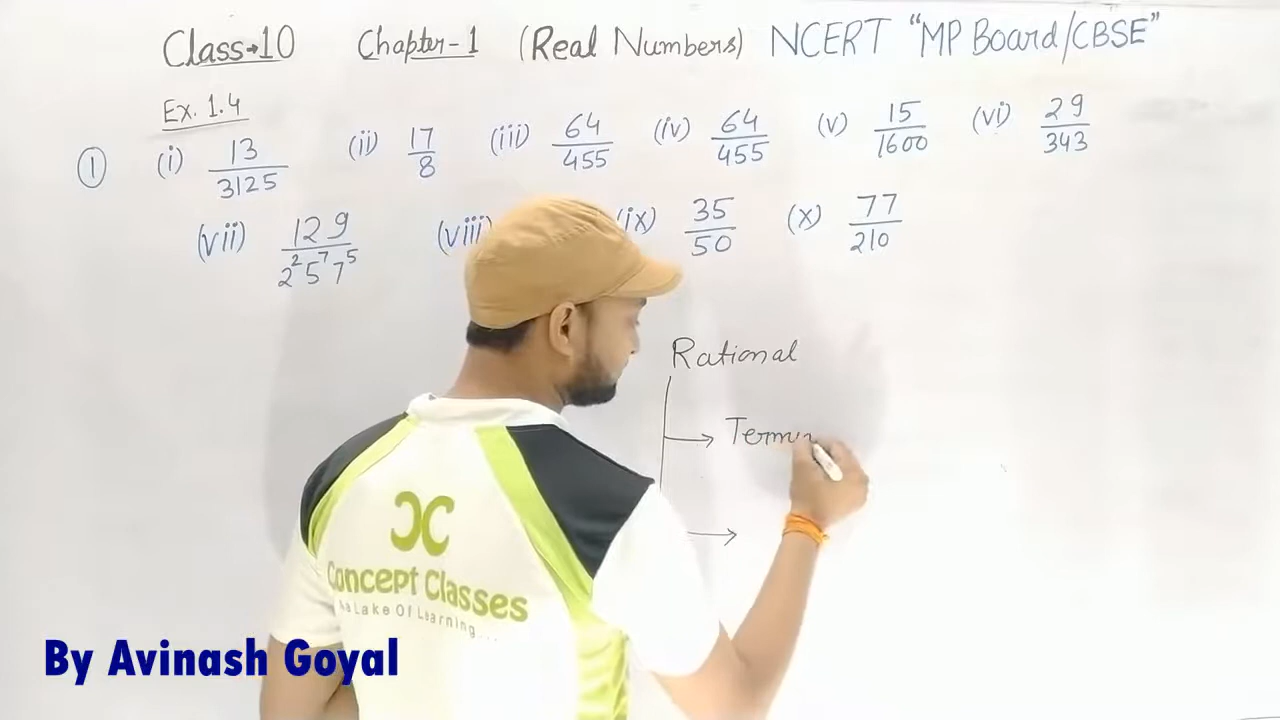 Class→10 Chapter-1 (Real Numbers) NCERT "MP Board/CBSE"
Ex. 1.4
① (i) 13/3125 (ii) 17/8 (iii) 64/455 (iv) 64/455 (v) 15/1600 (vi) 29/343
(vii) 129/2²5⁷7⁵ (viii) (ix) 35/50 (x) 77/210
Rational
→ Termin
→
ↃC
Concept Classes
A Lake Of Learning...
By Avinash Goyal